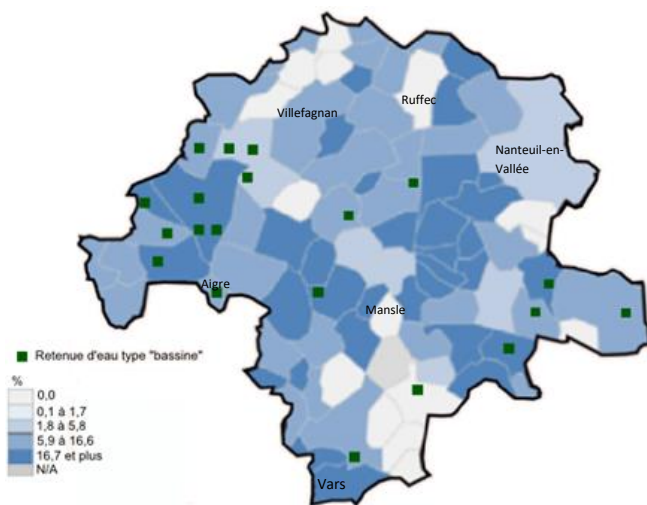 Ruffec
Villefagnan
Nanteuil-en-
Vallée
Aigre
Mansle
Retenue d'eau type "bassine"
%
0,0
0,1 à 1,7
1,8 à 5,8
5,9 à 16,6
16,7 et plus
N/A
Vars